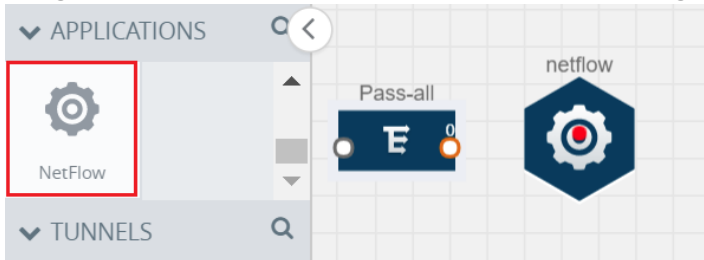 APPLICATIONS
NetFlow
TUNNELS
Pass-all
0
netflow